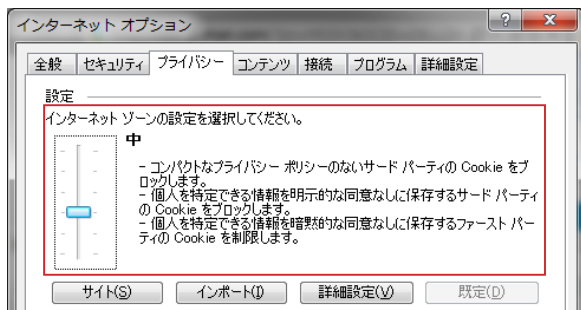 インターネット オプション
全般 セキュリティ プライバシー コンテンツ 接続 プログラム 詳細設定
設定
インターネット ゾーンの設定を選択してください。
中
- コンパクトなプライバシー ポリシーのないサード パーティの Cookie をブ
ロックします。
- 個人を特定できる情報を明示的な同意なしに保存するサード パーティ
の Cookie をブロックします。
- 個人を特定できる情報を暗黙的な同意なしに保存するファースト パー
ティの Cookie を制限します。
サイト(S) インポート(I) 詳細設定(V) 既定(D)